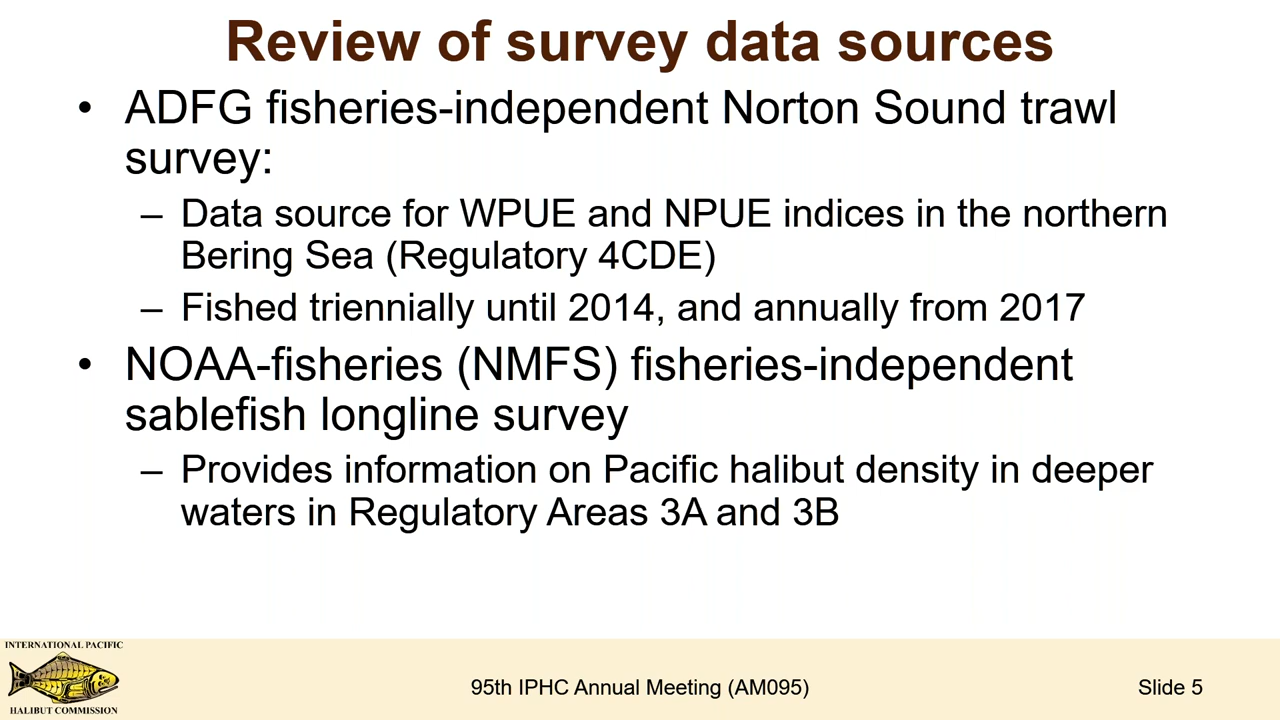 Review of survey data sources
• ADFG fisheries-independent Norton Sound trawl
survey:
– Data source for WPUE and NPUE indices in the northern
Bering Sea (Regulatory 4CDE)
– Fished triennially until 2014, and annually from 2017
• NOAA-fisheries (NMFS) fisheries-independent
sablefish longline survey
– Provides information on Pacific halibut density in deeper
waters in Regulatory Areas 3A and 3B
INTERNATIONAL PACIFIC
HALIBUT COMMISSION
95th IPHC Annual Meeting (AM095)
Slide 5